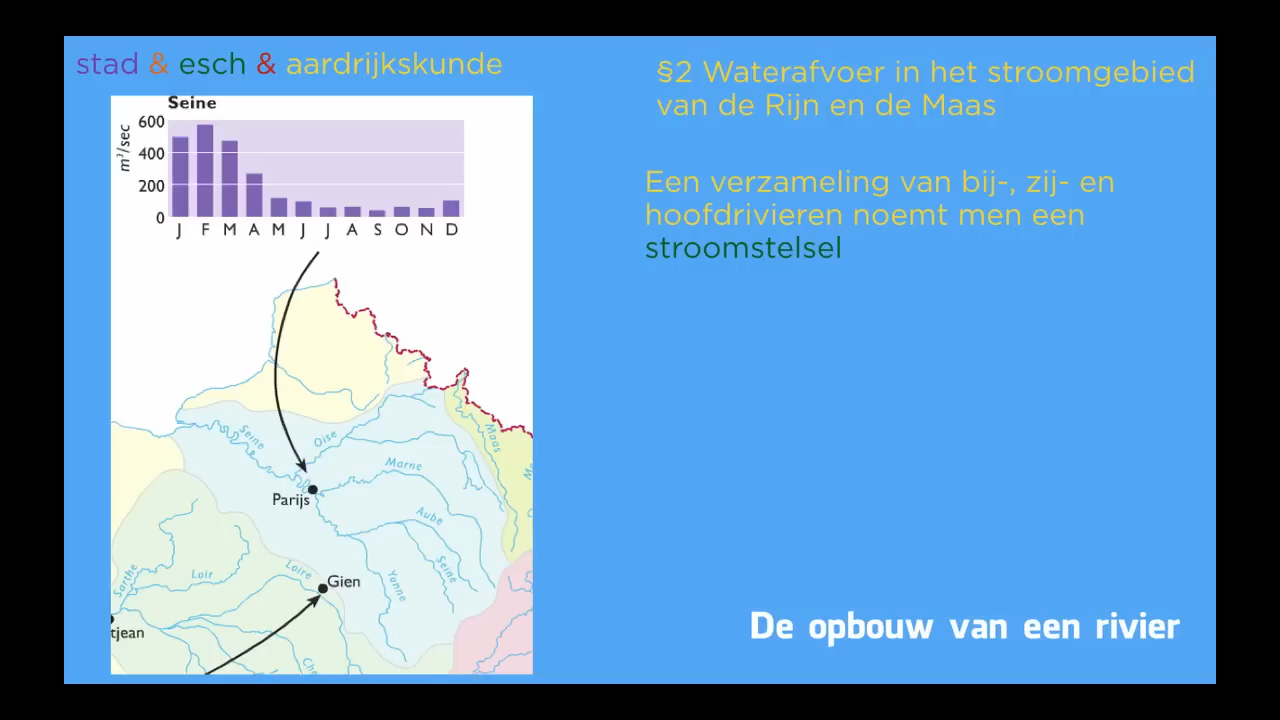 stad & esch & aardrijkskunde
§2 Waterafvoer in het stroomgebied
van de Rijn en de Maas
Een verzameling van bij-, zij- en
hoofdrivieren noemt men een
stroomstelsel
Seine
m³/sec
600
400
200
0
J F M A M J J A S O N D
Seine
Oise
Maas
Marne
Parijs
Aube
Seine
Yonne
Loire
Gien
Loir
Sarthe
tjean
Che
De opbouw van een rivier